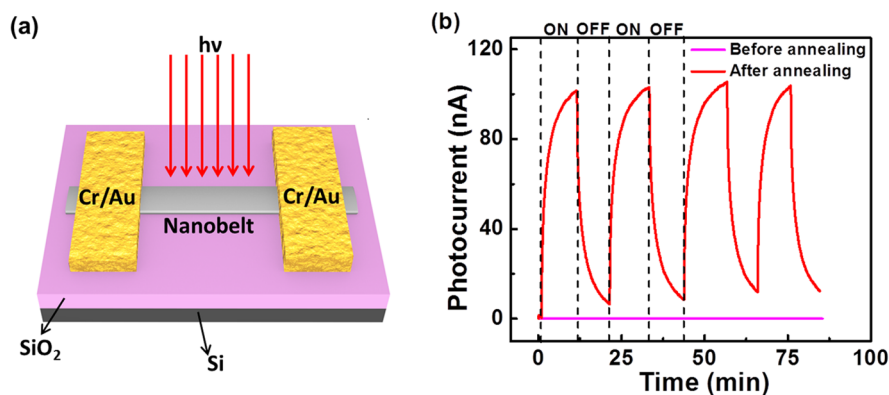 (a)
hν
Cr/Au
Cr/Au
Nanobelt
SiO2
Si
(b)
ON OFF ON OFF
Before annealing
After annealing
Photocurrent (nA)
120
80
40
0
0 25 50 75 100
Time (min)